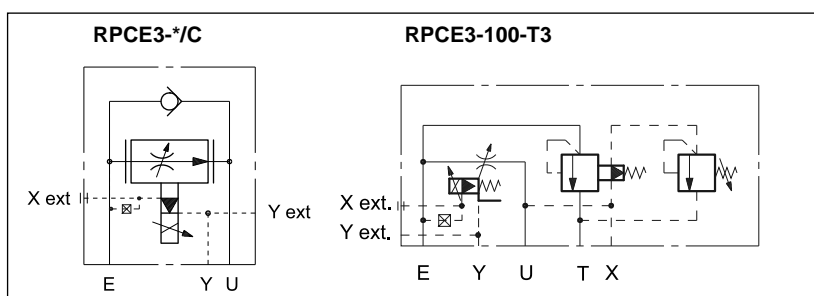 RPCE3-*/C
RPCE3-100-T3
X ext
Y ext
E Y U
X ext.
Y ext.
E Y U T X